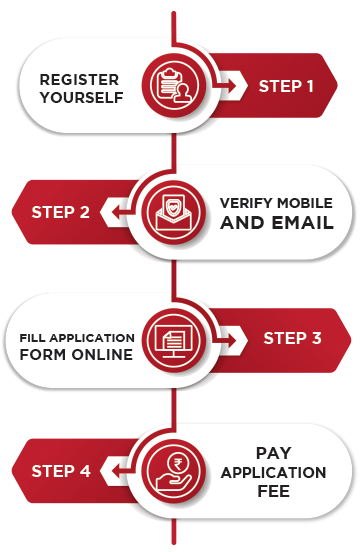 REGISTER
YOURSELF
STEP 1
STEP 2
VERIFY MOBILE
AND EMAIL
FILL APPLICATION
FORM ONLINE
STEP 3
STEP 4
PAY
APPLICATION
FEE
₹